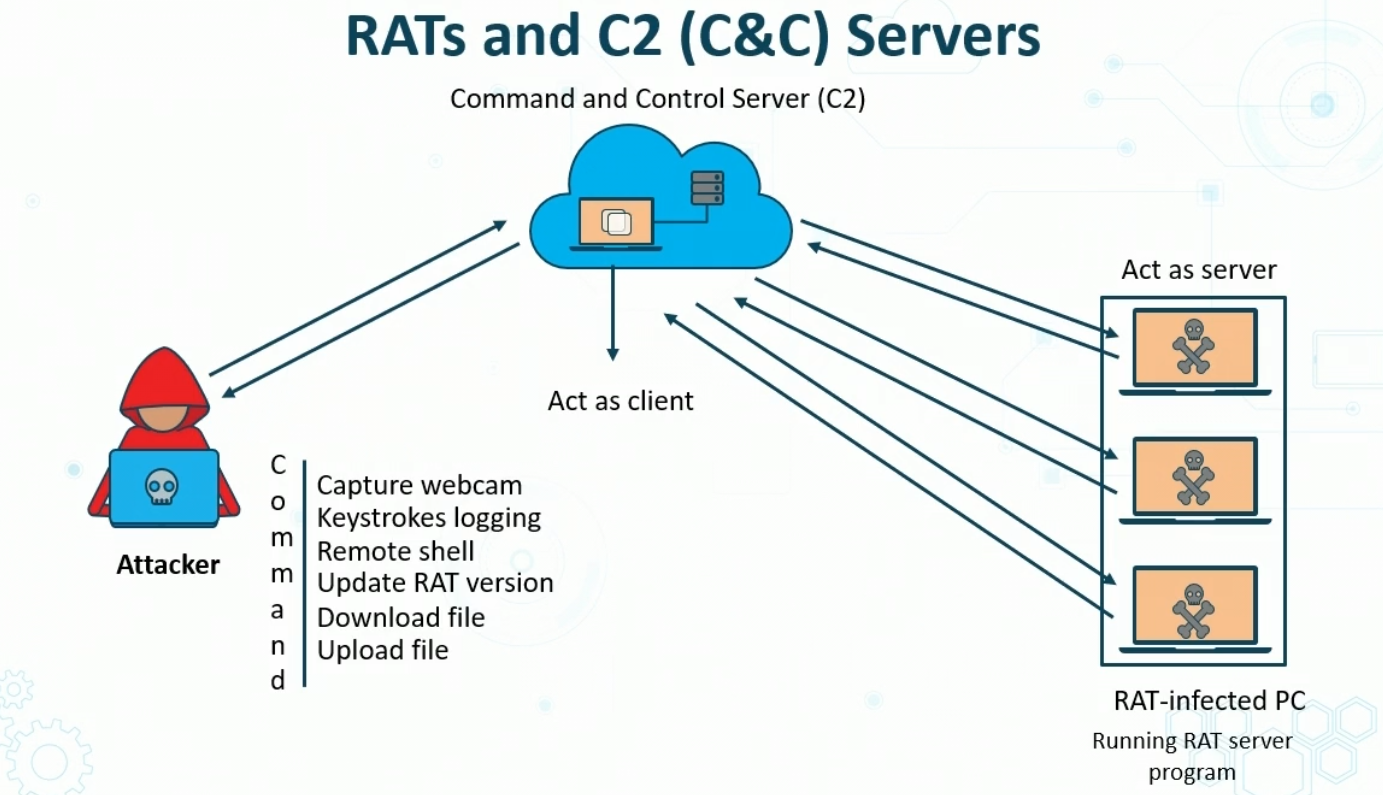 RATs and C2 (C&C) Servers
Command and Control Server (C2)
Act as server
Act as client
Attacker
C
o
m
m
a
n
d
Capture webcam
Keystrokes logging
Remote shell
Update RAT version
Download file
Upload file
RAT-infected PC
Running RAT server
program